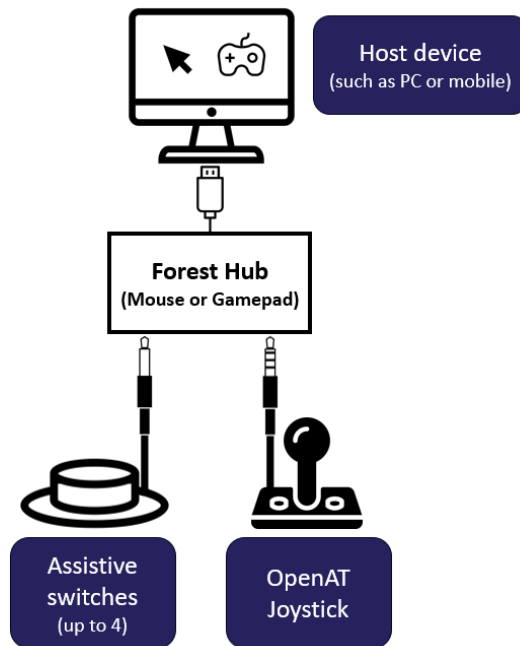 Host device
(such as PC or mobile)
Forest Hub
(Mouse or Gamepad)
Assistive
switches
(up to 4)
OpenAT
Joystick